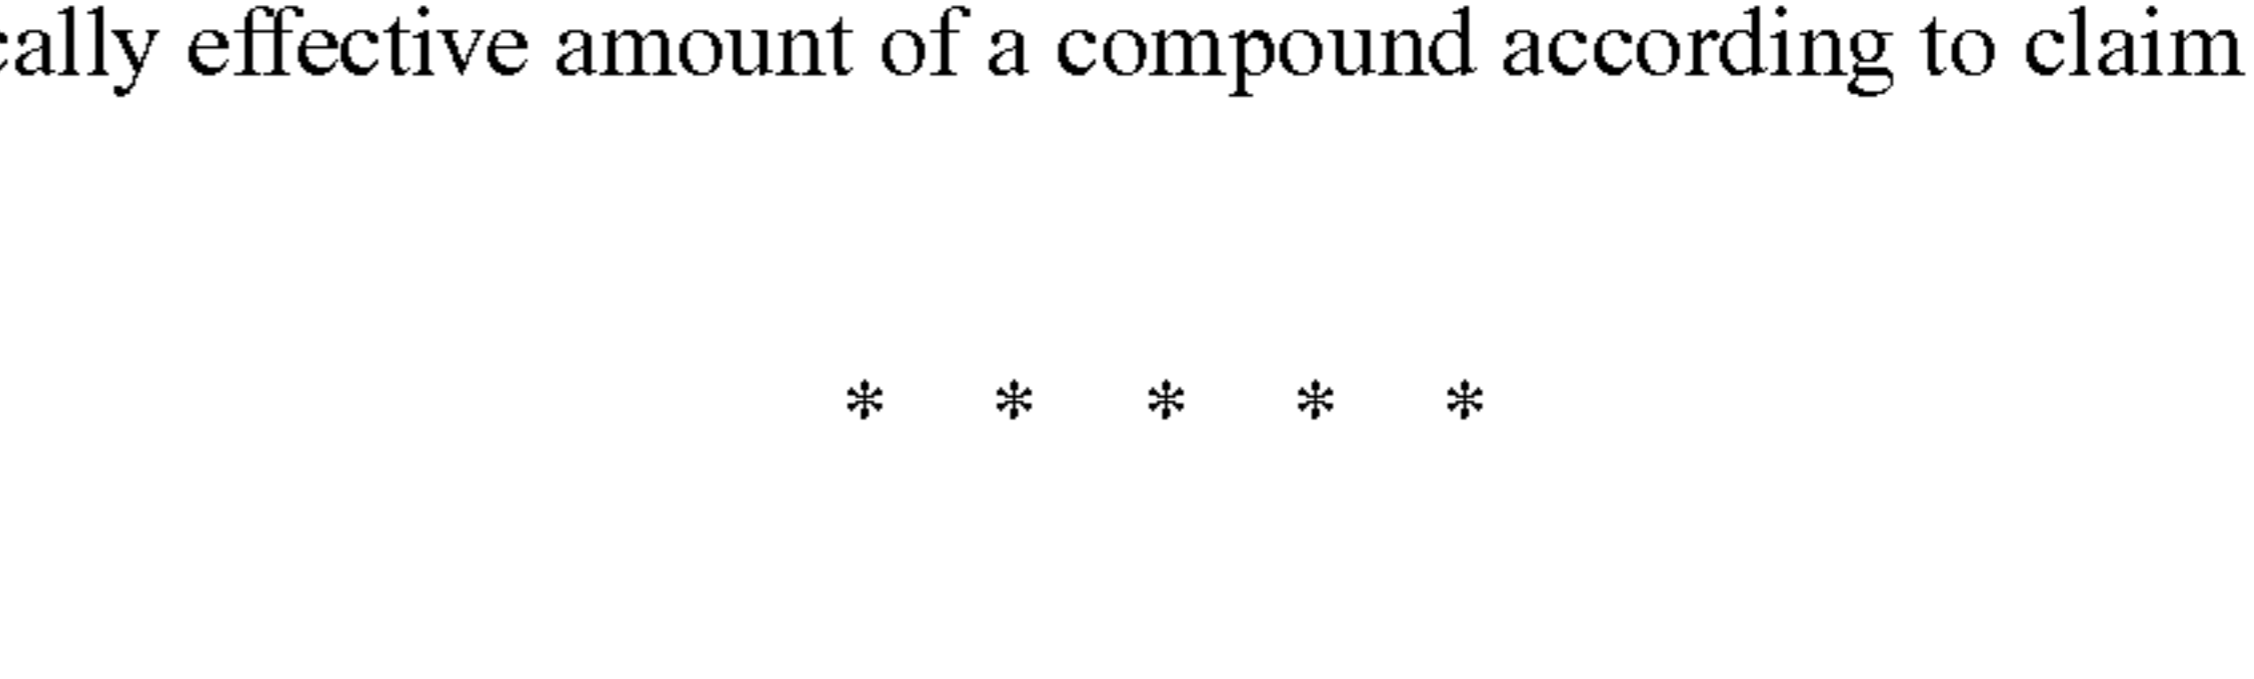 cally effective amount of a compound according to claim
* * * * *